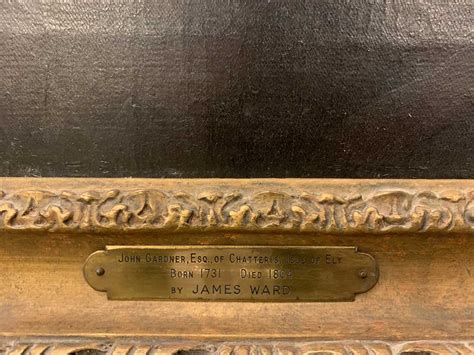 John Gardner, Esq., of Chatteris, of Ely
Born 1731 Died
by James Ward